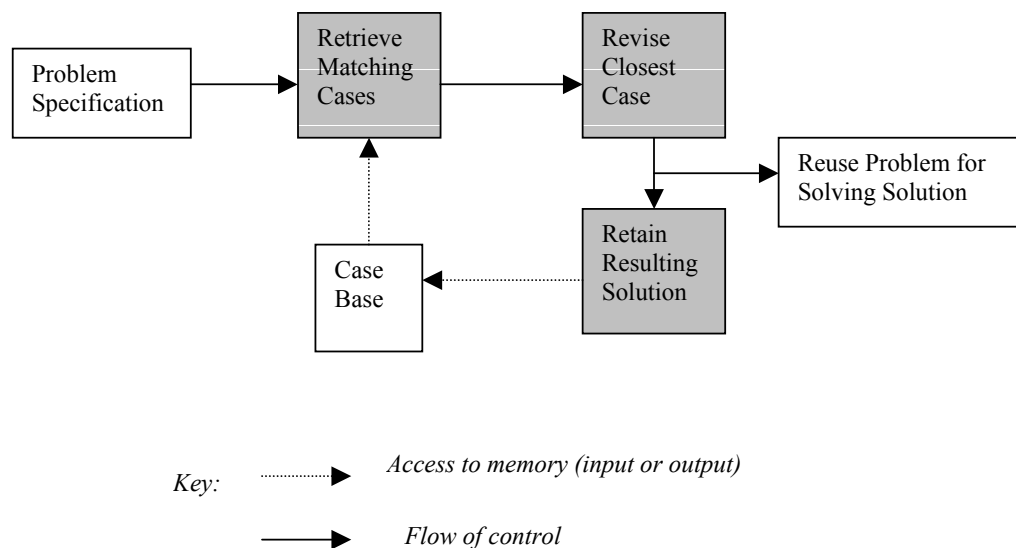 Problem
Specification
Retrieve
Matching
Cases
Revise
Closest
Case
Reuse Problem for
Solving Solution
Case
Base
Retain
Resulting
Solution
Key:
Access to memory (input or output)
Flow of control